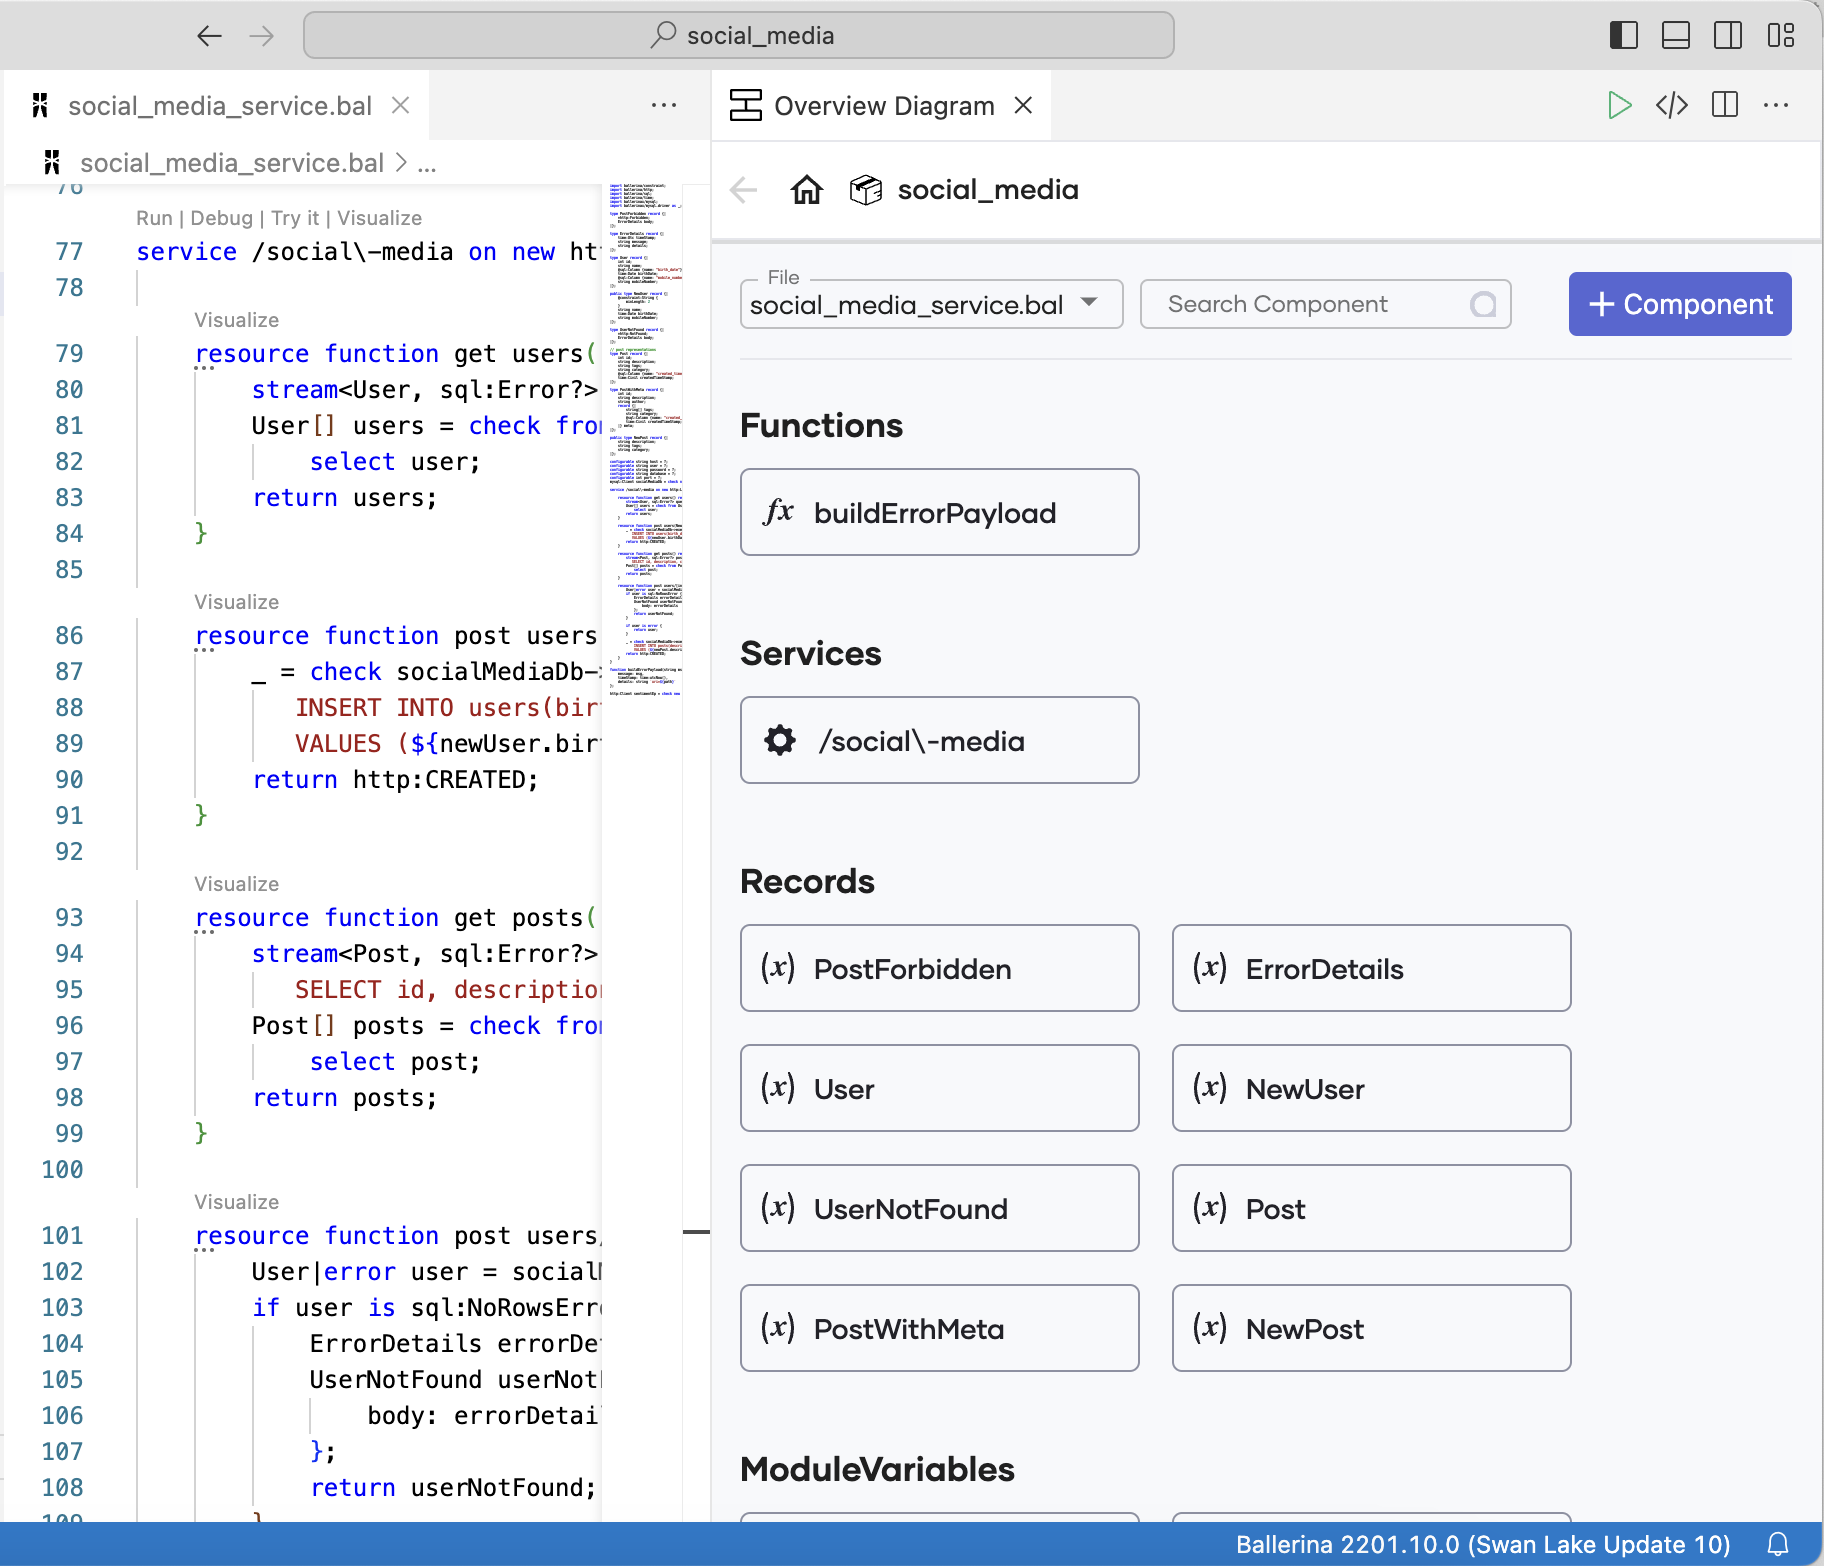 social_media
social_media_service.bal
Overview Diagram
social_media_service.bal > ...
social_media
76
Run | Debug | Try it | Visualize
77 service /social\-media on new ht
78
Visualize
79 resource function get users(
80 stream<User, sql:Error?>
81 User[] users = check fro
82 select user;
83 return users;
84 }
85
Visualize
86 resource function post users
87 _ = check socialMediaDb->
88 INSERT INTO users(bir
89 VALUES (${newUser.bir
90 return http:CREATED;
91 }
92
Visualize
93 resource function get posts(
94 stream<Post, sql:Error?>
95 SELECT id, descriptio
96 Post[] posts = check fro
97 select post;
98 return posts;
99 }
100
Visualize
101 resource function post users/
102 User|error user = social
103 if user is sql:NoRowsErr
104 ErrorDetails errorDe
105 UserNotFound userNot
106 body: errorDetai
107 };
108 return userNotFound;
109 }
File
social_media_service.bal
Search Component
+ Component
Functions
fx buildErrorPayload
Services
/social\-media
Records
(x) PostForbidden
(x) ErrorDetails
(x) User
(x) NewUser
(x) UserNotFound
(x) Post
(x) PostWithMeta
(x) NewPost
ModuleVariables
Ballerina 2201.10.0 (Swan Lake Update 10)